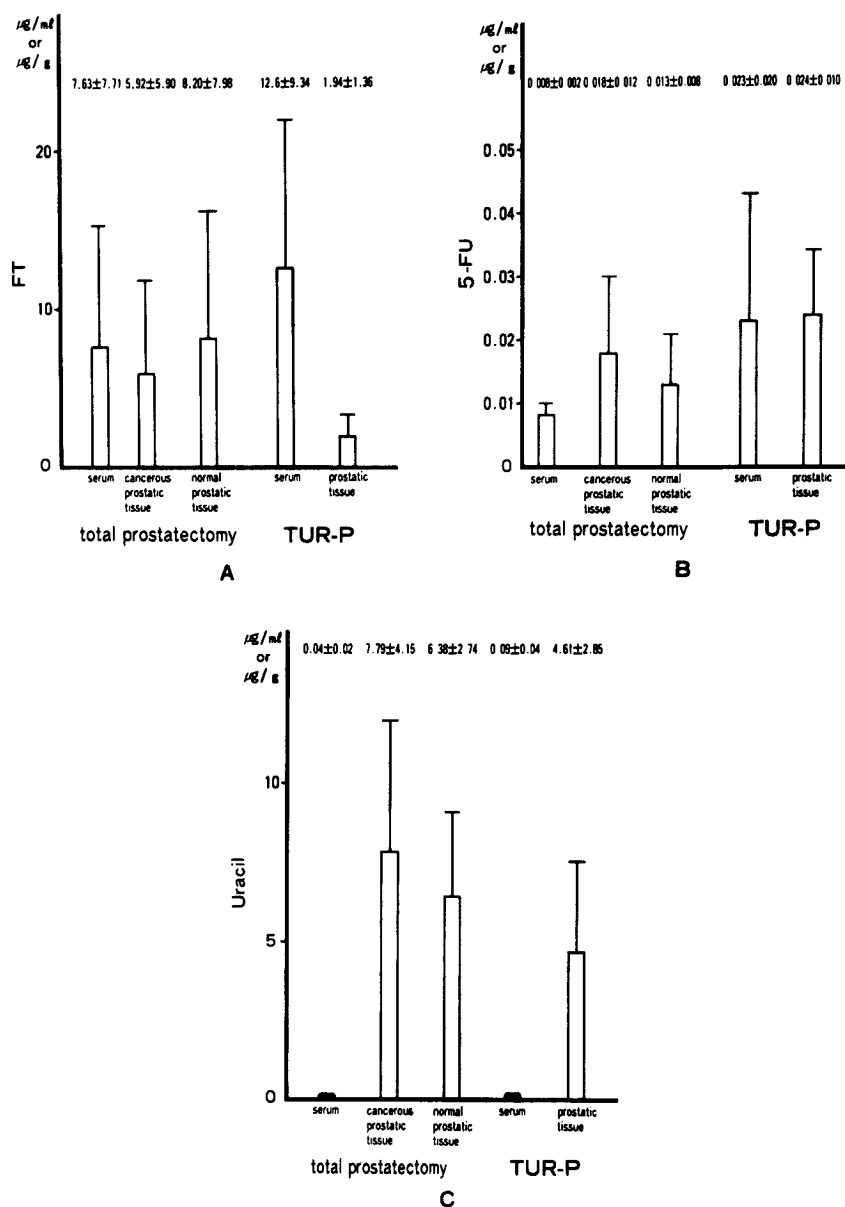 μg/ml
or
μg/g
7.63±7.71 5.92±5.90 8.20±7.98 12.6±9.34 1.94±1.36
20
10
0
FT
serum cancerous prostatic tissue normal prostatic tissue serum prostatic tissue
total prostatectomy TUR-P
A
μg/ml
or
μg/g
0 008±0 002 0 018±0 012 0 013±0.008 0 023±0.020 0 024±0 010
0.05
0.04
0.03
0.02
0.01
0
5-FU
serum cancerous prostatic tissue normal prostatic tissue serum prostatic tissue
total prostatectomy TUR-P
B
μg/ml
or
μg/g
0.04±0.02 7.79±4.15 6 38±2 74 0 09±0.04 4.61±2.85
10
5
0
Uracil
serum cancerous prostatic tissue normal prostatic tissue serum prostatic tissue
total prostatectomy TUR-P
C